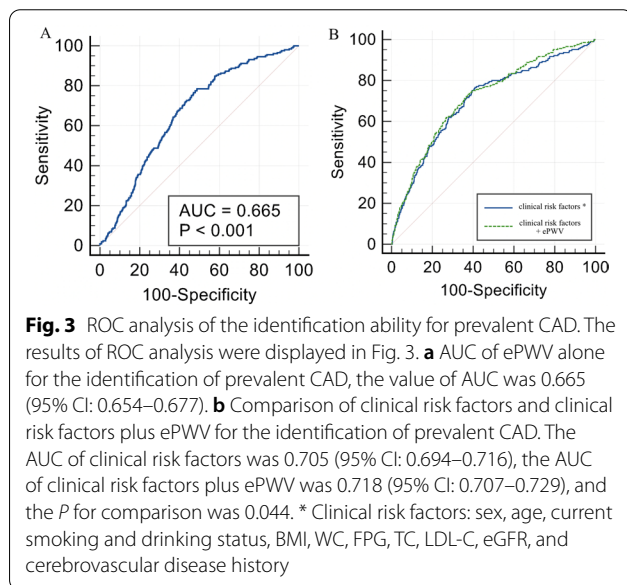 A
100
80
60
40
20
0
Sensitivity
AUC = 0.665
P < 0.001
0 20 40 60 80 100
100-Specificity
B
100
80
60
40
20
0
Sensitivity
clinical risk factors *
clinical risk factors
+ ePWV
0 20 40 60 80 100
100-Specificity
Fig. 3 ROC analysis of the identification ability for prevalent CAD. The
results of ROC analysis were displayed in Fig. 3. a AUC of ePWV alone
for the identification of prevalent CAD, the value of AUC was 0.665
(95% CI: 0.654–0.677). b Comparison of clinical risk factors and clinical
risk factors plus ePWV for the identification of prevalent CAD. The
AUC of clinical risk factors was 0.705 (95% CI: 0.694–0.716), the AUC
of clinical risk factors plus ePWV was 0.718 (95% CI: 0.707–0.729), and
the P for comparison was 0.044. * Clinical risk factors: sex, age, current
smoking and drinking status, BMI, WC, FPG, TC, LDL-C, eGFR, and
cerebrovascular disease history